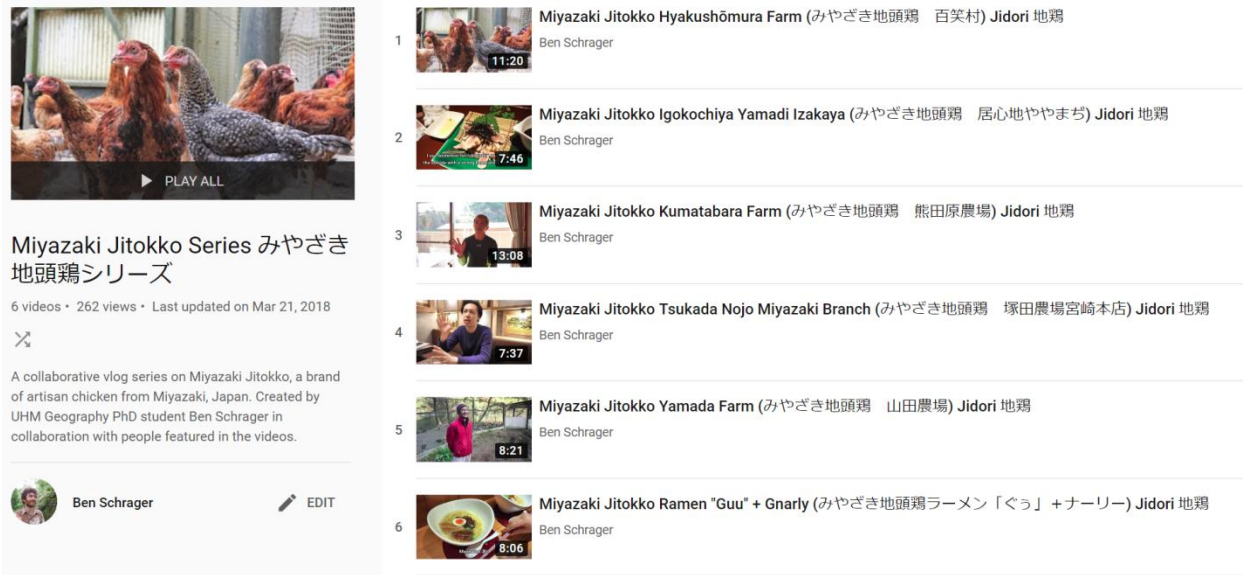 PLAY ALL
Miyazaki Jitokko Series みやざき
地頭鶏シリーズ
6 videos • 262 views • Last updated on Mar 21, 2018
A collaborative vlog series on Miyazaki Jitokko, a brand
of artisan chicken from Miyazaki, Japan. Created by
UHM Geography PhD student Ben Schrager in
collaboration with people featured in the videos.
Ben Schrager
EDIT
1
11:20
Miyazaki Jitokko Hyakushōmura Farm (みやざき地頭鶏　百笑村) Jidori 地鶏
Ben Schrager
2
7:46
Miyazaki Jitokko Igokochiya Yamadi Izakaya (みやざき地頭鶏　居心地ややまぢ) Jidori 地鶏
Ben Schrager
3
13:08
Miyazaki Jitokko Kumatabara Farm (みやざき地頭鶏　熊田原農場) Jidori 地鶏
Ben Schrager
4
7:37
Miyazaki Jitokko Tsukada Nojo Miyazaki Branch (みやざき地頭鶏　塚田農場宮崎本店) Jidori 地鶏
Ben Schrager
5
8:21
Miyazaki Jitokko Yamada Farm (みやざき地頭鶏　山田農場) Jidori 地鶏
Ben Schrager
6
8:06
Miyazaki Jitokko Ramen "Guu" + Gnarly (みやざき地頭鶏ラーメン「ぐぅ」+ナーリー) Jidori 地鶏
Ben Schrager